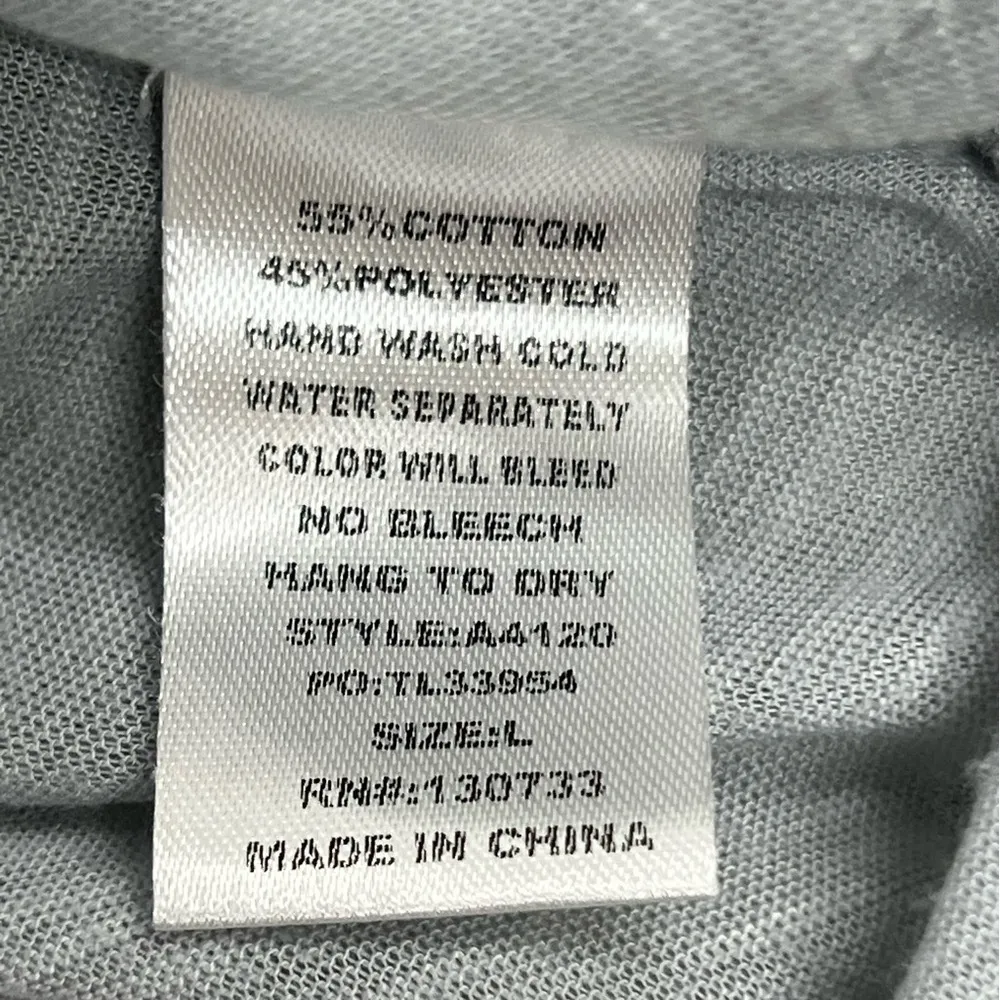 55%COTTON
45%POLYESTER
HAND WASH COLD
WATER SEPARATELY
COLOR WILL BLEED
NO BLEECH
HANG TO DRY
STYLE:A4120
PO:TL33954
SIZE:L
RN#:130733
MADE IN CHINA